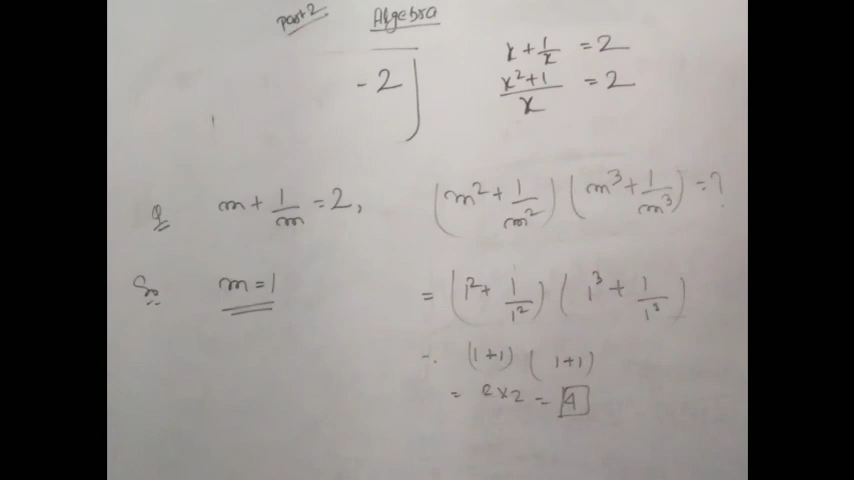 part 2 Algebra
x + 1/x = 2
- 2]
x² + 1 / x = 2
Q m + 1/m = 2, (m² + 1/m²) (m³ + 1/m³) = ?
So m = 1 = (1² + 1/1²) (1³ + 1/1³)
(1+1) (1+1)
= 2×2 = 4